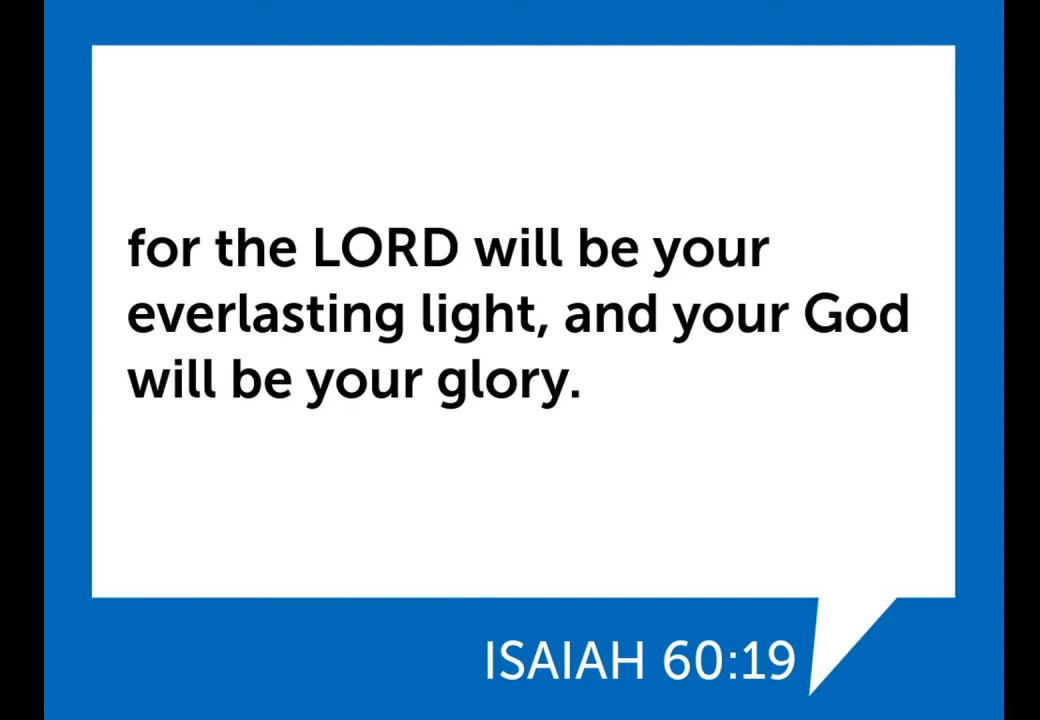 for the LORD will be your
everlasting light, and your God
will be your glory.
ISAIAH 60:19